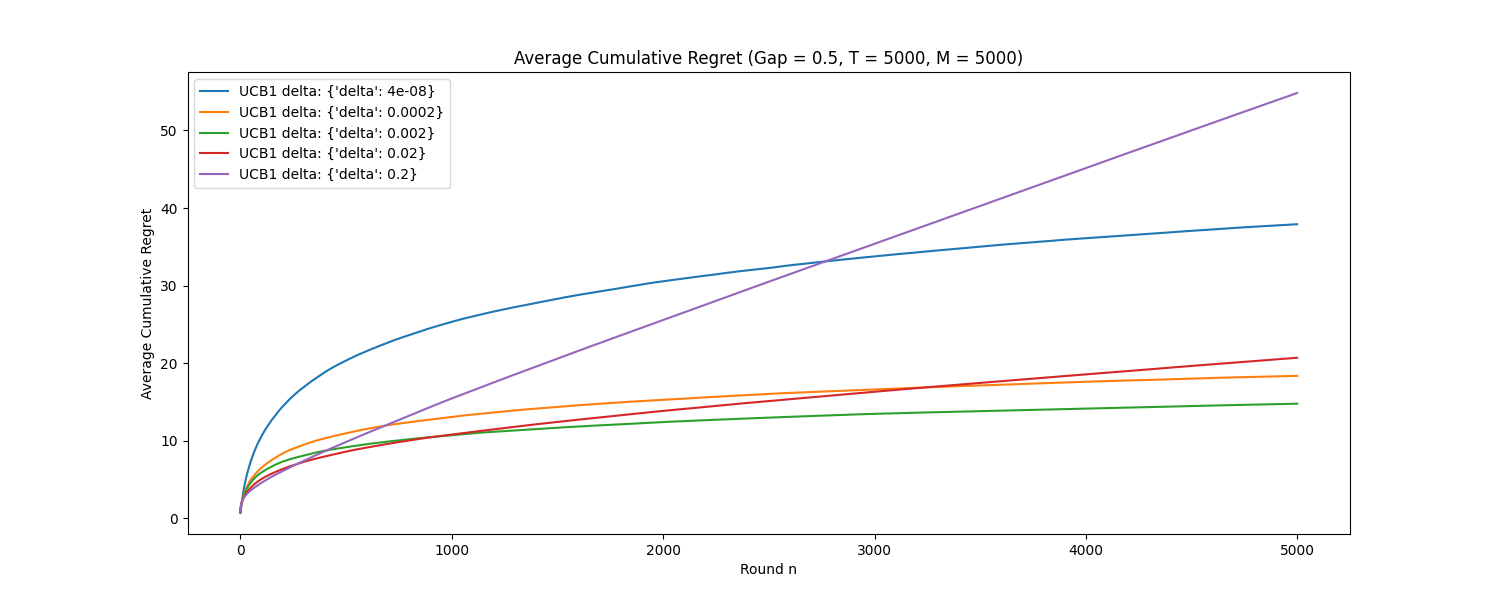 Average Cumulative Regret (Gap = 0.5, T = 5000, M = 5000)
UCB1 delta: {'delta': 4e-08}
UCB1 delta: {'delta': 0.0002}
UCB1 delta: {'delta': 0.002}
UCB1 delta: {'delta': 0.02}
UCB1 delta: {'delta': 0.2}
Average Cumulative Regret
50
40
30
20
10
0
0 1000 2000 3000 4000 5000
Round n